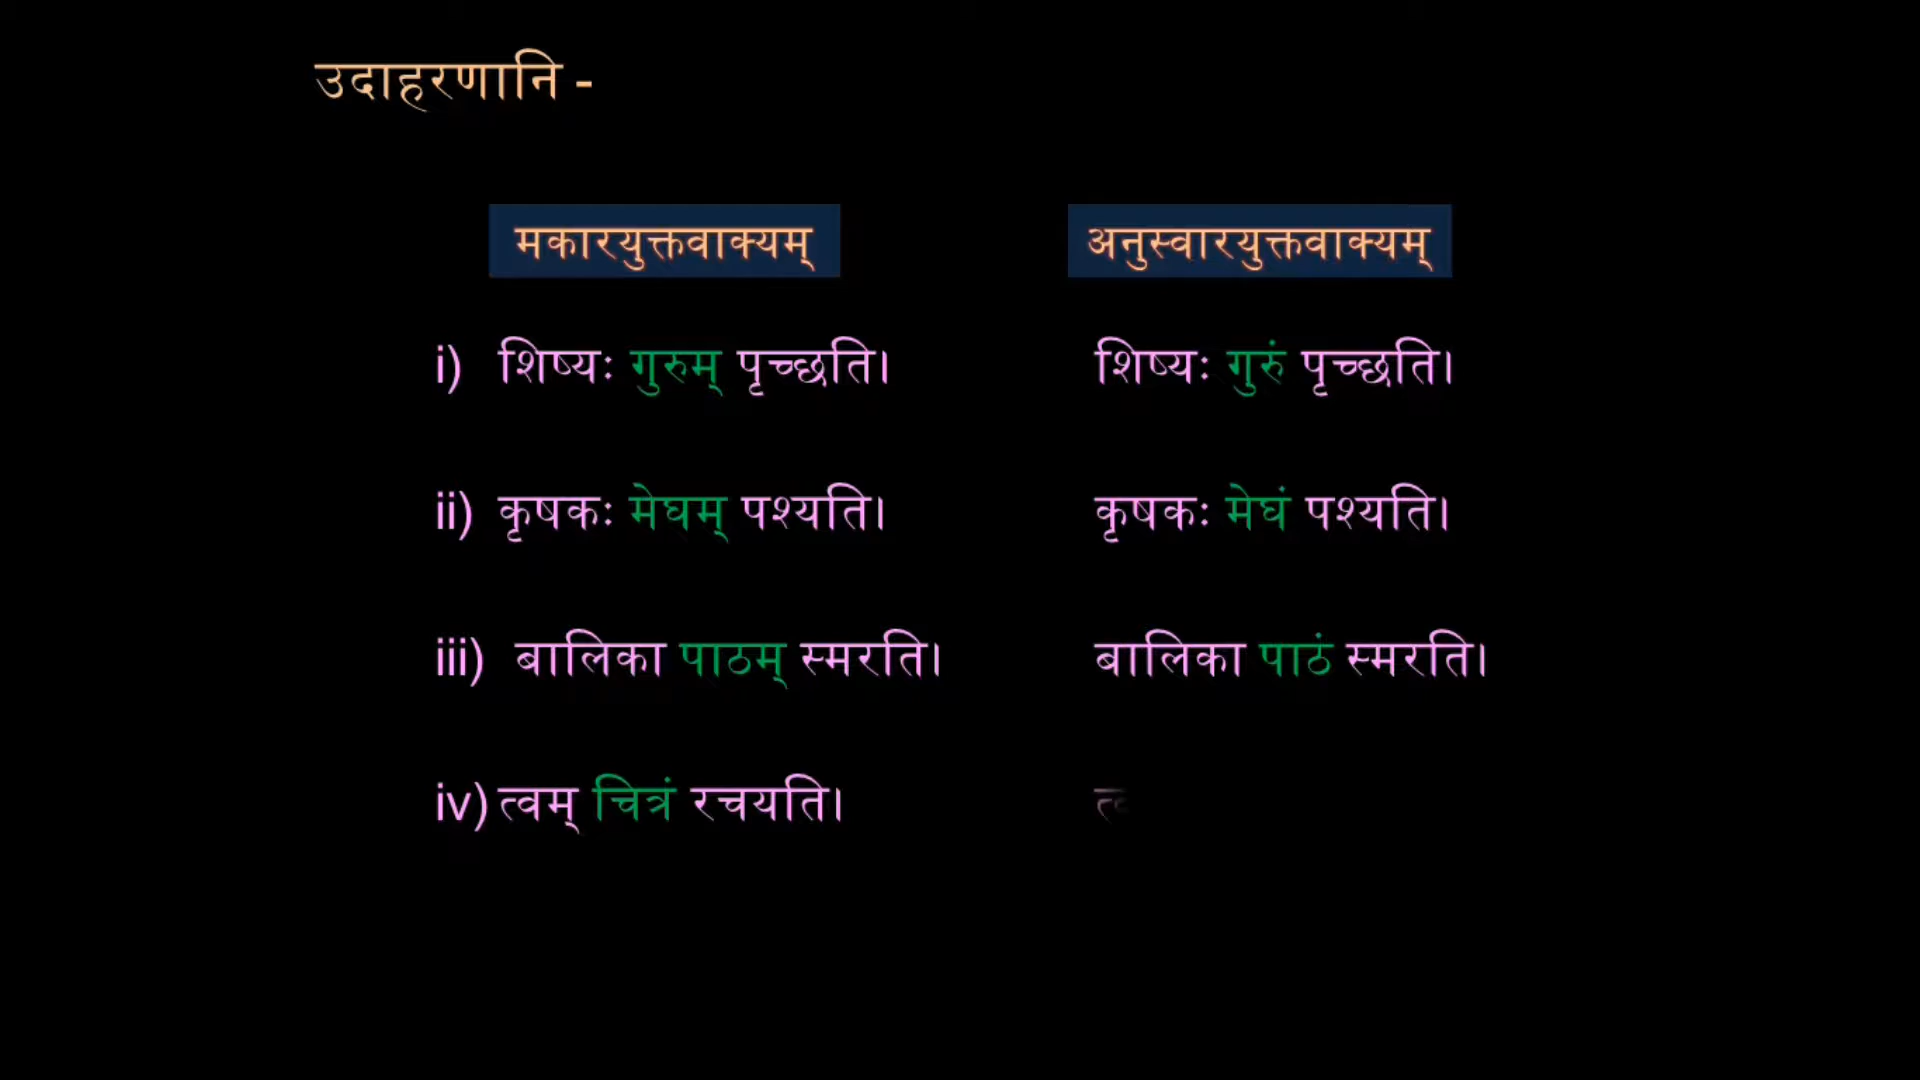 उदाहरणानि -
मकारयुक्तवाक्यम् अनुस्वारयुक्तवाक्यम्
i) शिष्यः गुरुम् पृच्छति। शिष्यः गुरुं पृच्छति।
ii) कृषकः मेघम् पश्यति। कृषकः मेघं पश्यति।
iii) बालिका पाठम् स्मरति। बालिका पाठं स्मरति।
iv) त्वम् चित्रं रचयति।